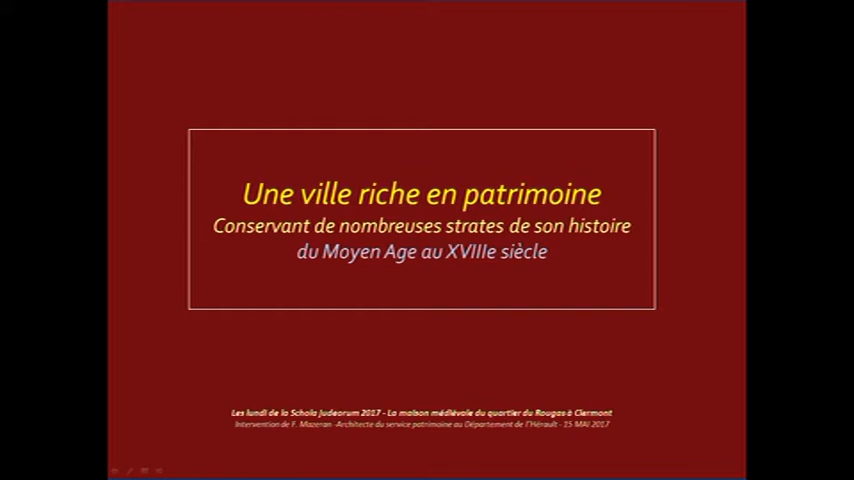 Une ville riche en patrimoine
Conservant de nombreuses strates de son histoire
du Moyen Age au XVIIIe siècle
Les lundi de la Schola Judeorum 2017 - La maison médiévale du quartier du Rougas à Clermont
Intervention de F. Mazeran -Architecte du service patrimoine au Département de l'Hérault - 15 MAI 2017